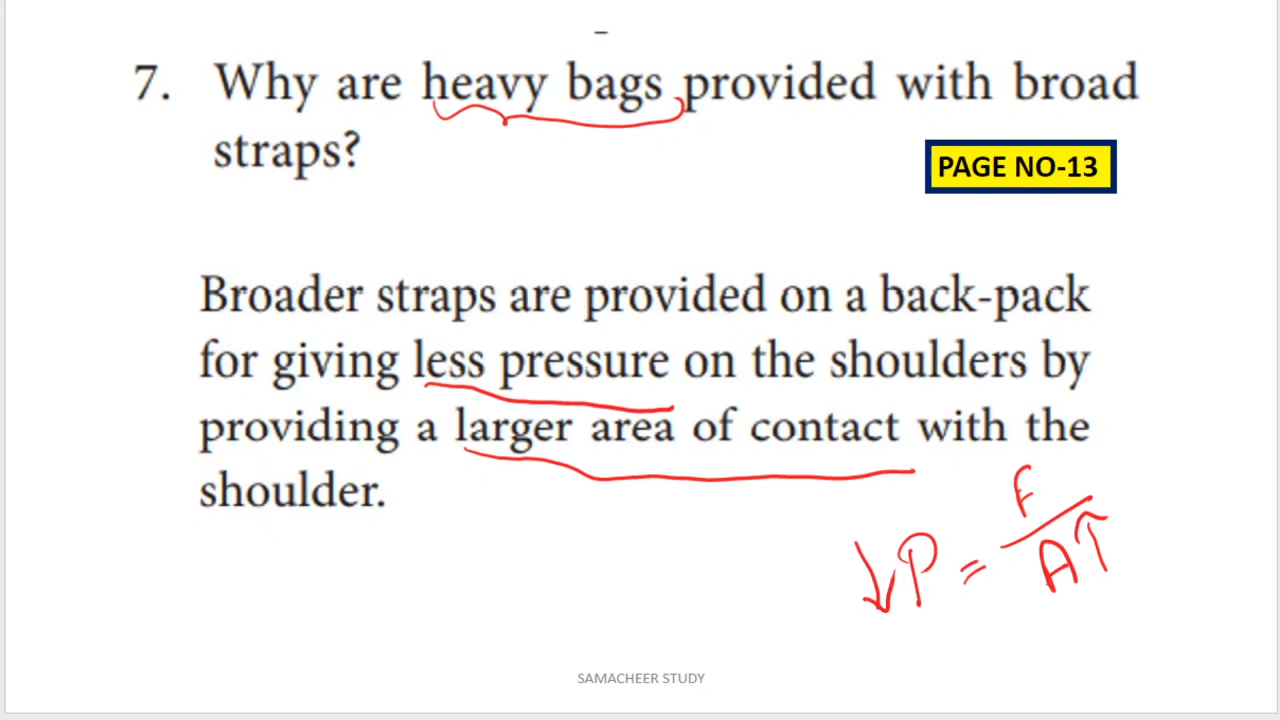 7. Why are heavy bags provided with broad
straps?
PAGE NO-13
Broader straps are provided on a back-pack
for giving less pressure on the shoulders by
providing a larger area of contact with the
shoulder.
↓P = F/A↑
SAMACHEER STUDY